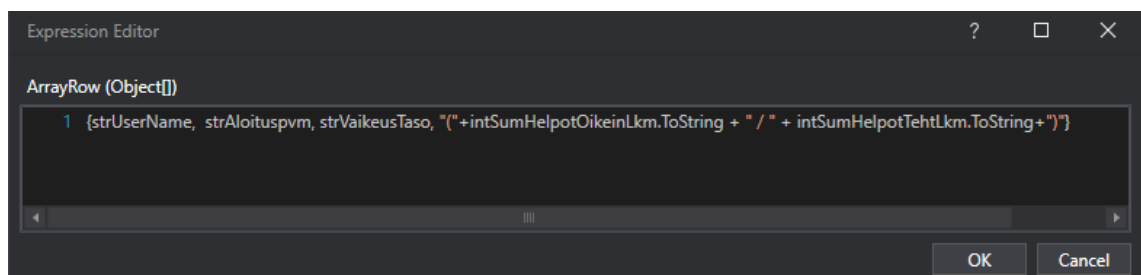 Expression Editor ?
ArrayRow (Object[])
1 {strUserName, strAloituspvm, strVaikeusTaso, "("+intSumHelpotOikeinLkm.ToString + " / " + intSumHelpotTehtLkm.ToString+")"}
OK Cancel